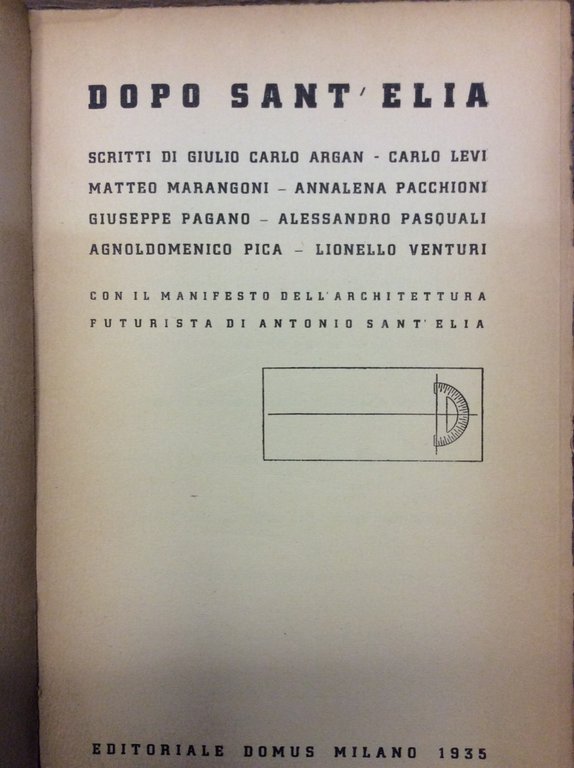 DOPO SANT'ELIA
SCRITTI DI GIULIO CARLO ARGAN - CARLO LEVI
MATTEO MARANGONI - ANNALENA PACCHIONI
GIUSEPPE PAGANO - ALESSANDRO PASQUALI
AGNOLDOMENICO PICA - LIONELLO VENTURI
CON IL MANIFESTO DELL'ARCHITETTURA
FUTURISTA DI ANTONIO SANT'ELIA
EDITORIALE DOMUS MILANO 1935